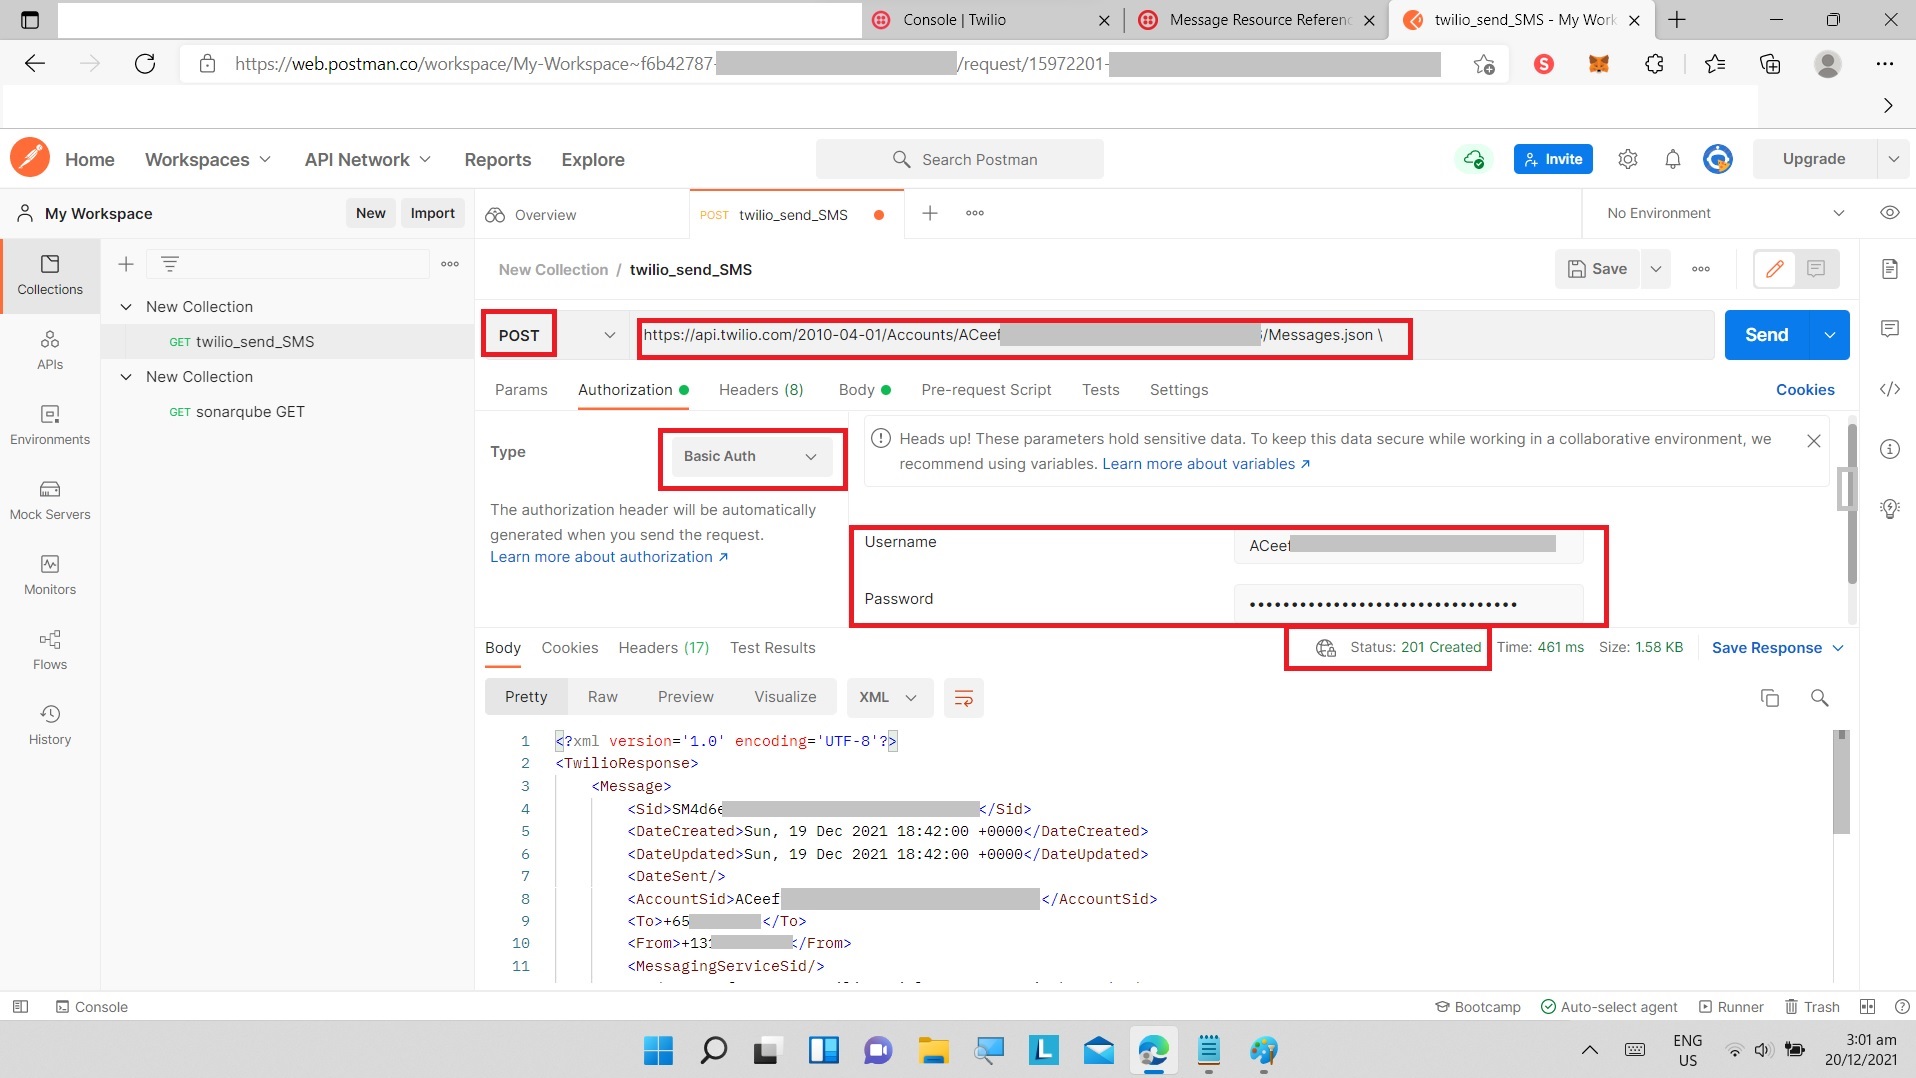 Console | Twilio
Message Resource Referenc
twilio_send_SMS - My Work
https://web.postman.co/workspace/My-Workspace~f6b42787-
/request/15972201-
S
Home
Workspaces
API Network
Reports
Explore
Search Postman
Invite
Upgrade
My Workspace
New
Import
Overview
POST twilio_send_SMS
No Environment
Collections
New Collection
GET twilio_send_SMS
New Collection
GET sonarqube GET
APIs
Environments
Mock Servers
Monitors
Flows
History
New Collection / twilio_send_SMS
Save
POST
https://api.twilio.com/2010-04-01/Accounts/ACeef
/Messages.json \
Send
Params
Authorization
Headers (8)
Body
Pre-request Script
Tests
Settings
Cookies
Type
Basic Auth
The authorization header will be automatically
generated when you send the request.
Learn more about authorization ↗
Heads up! These parameters hold sensitive data. To keep this data secure while working in a collaborative environment, we
recommend using variables. Learn more about variables ↗
Username
ACeef
Password
••••••••••••••••••••••••••••••••
Body
Cookies
Headers (17)
Test Results
Status: 201 Created
Time: 461 ms
Size: 1.58 KB
Save Response
Pretty
Raw
Preview
Visualize
XML
1 <?xml version='1.0' encoding='UTF-8'?>
2 <TwilioResponse>
3 <Message>
4 <Sid>SM4d6e </Sid>
5 <DateCreated>Sun, 19 Dec 2021 18:42:00 +0000</DateCreated>
6 <DateUpdated>Sun, 19 Dec 2021 18:42:00 +0000</DateUpdated>
7 <DateSent/>
8 <AccountSid>ACeef </AccountSid>
9 <To>+65 </To>
10 <From>+131 </From>
11 <MessagingServiceSid/>
Console
Bootcamp
Auto-select agent
Runner
Trash
L
ENG
US
3:01 am
20/12/2021